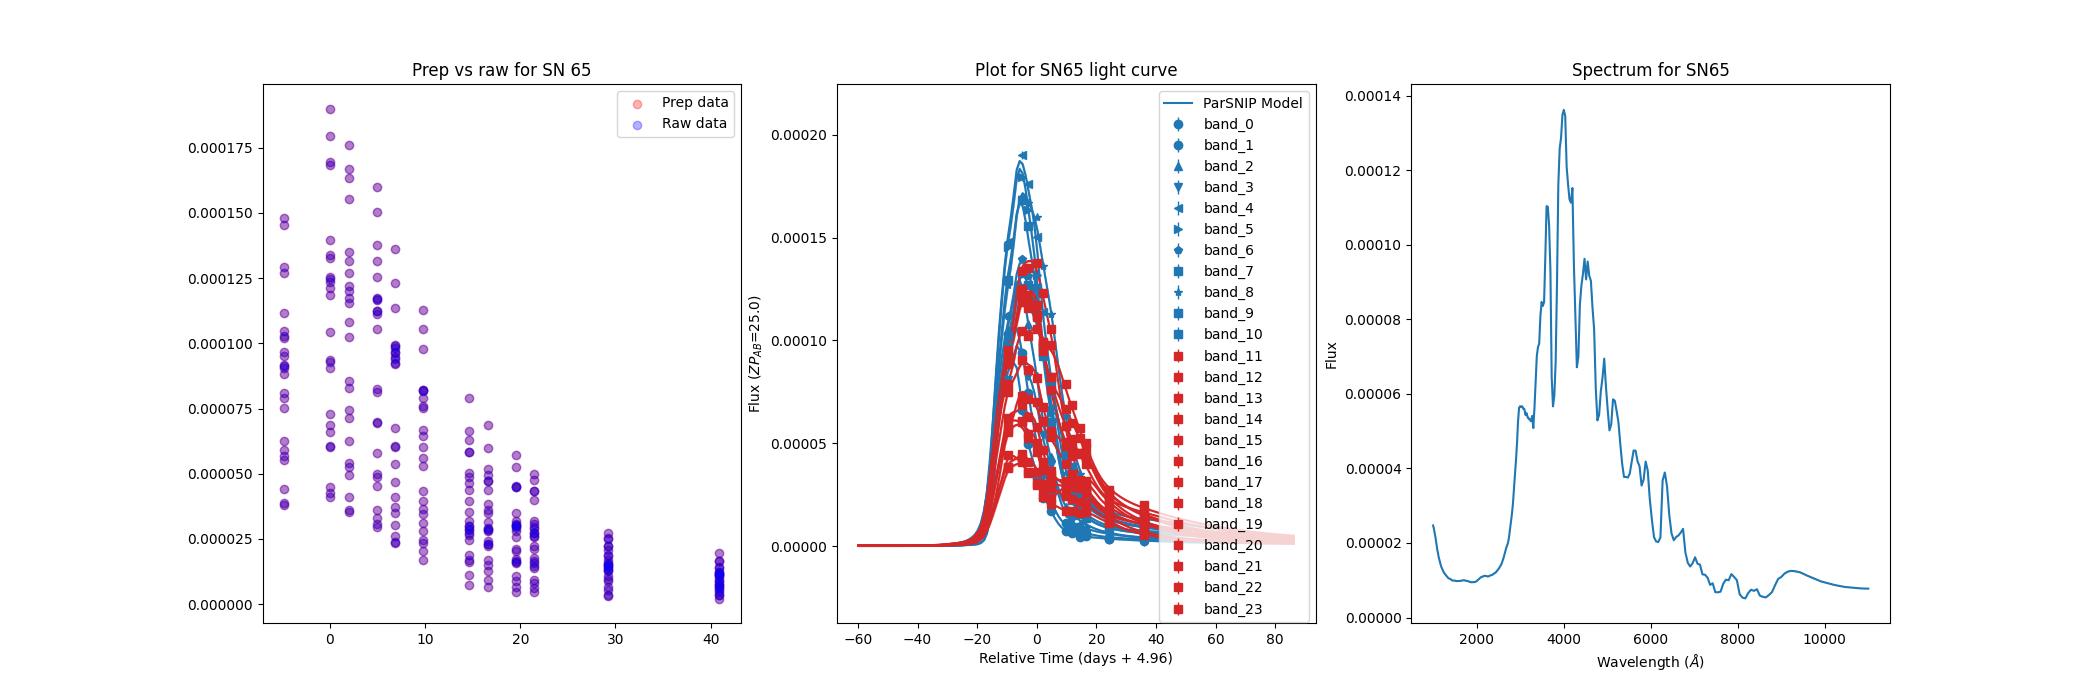 Prep vs raw for SN 65
Prep data
Raw data
0.000175
0.000150
0.000125
0.000100
0.000075
0.000050
0.000025
0.000000
0
10
20
30
40
Plot for SN65 light curve
Flux (ZP_AB=25.0)
0.00020
0.00015
0.00010
0.00005
0.00000
ParSNIP Model
band_0
band_1
band_2
band_3
band_4
band_5
band_6
band_7
band_8
band_9
band_10
band_11
band_12
band_13
band_14
band_15
band_16
band_17
band_18
band_19
band_20
band_21
band_22
band_23
−60
−40
−20
0
20
40
60
80
Relative Time (days + 4.96)
Spectrum for SN65
Flux
0.00014
0.00012
0.00010
0.00008
0.00006
0.00004
0.00002
0.00000
2000
4000
6000
8000
10000
Wavelength (Å)